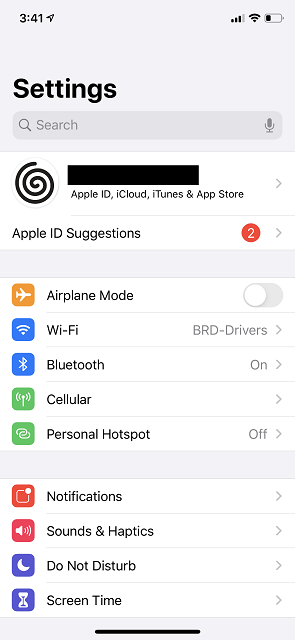 3:41
Settings
Search
Apple ID, iCloud, iTunes & App Store
Apple ID Suggestions 2
Airplane Mode
Wi-Fi BRD-Drivers
Bluetooth On
Cellular
Personal Hotspot Off
Notifications
Sounds & Haptics
Do Not Disturb
Screen Time